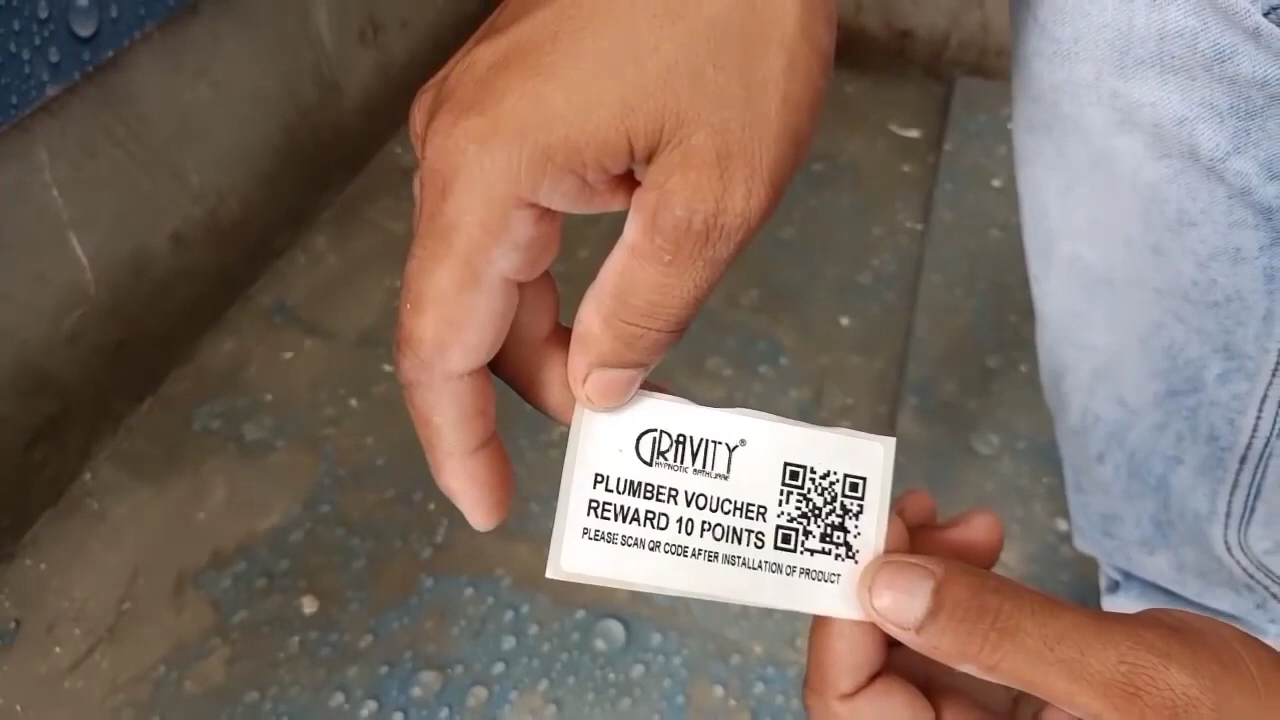 GRAVITY®
HYPNOTIC BATHWARE
PLUMBER VOUCHER
REWARD 10 POINTS
PLEASE SCAN QR CODE AFTER INSTALLATION OF PRODUCT